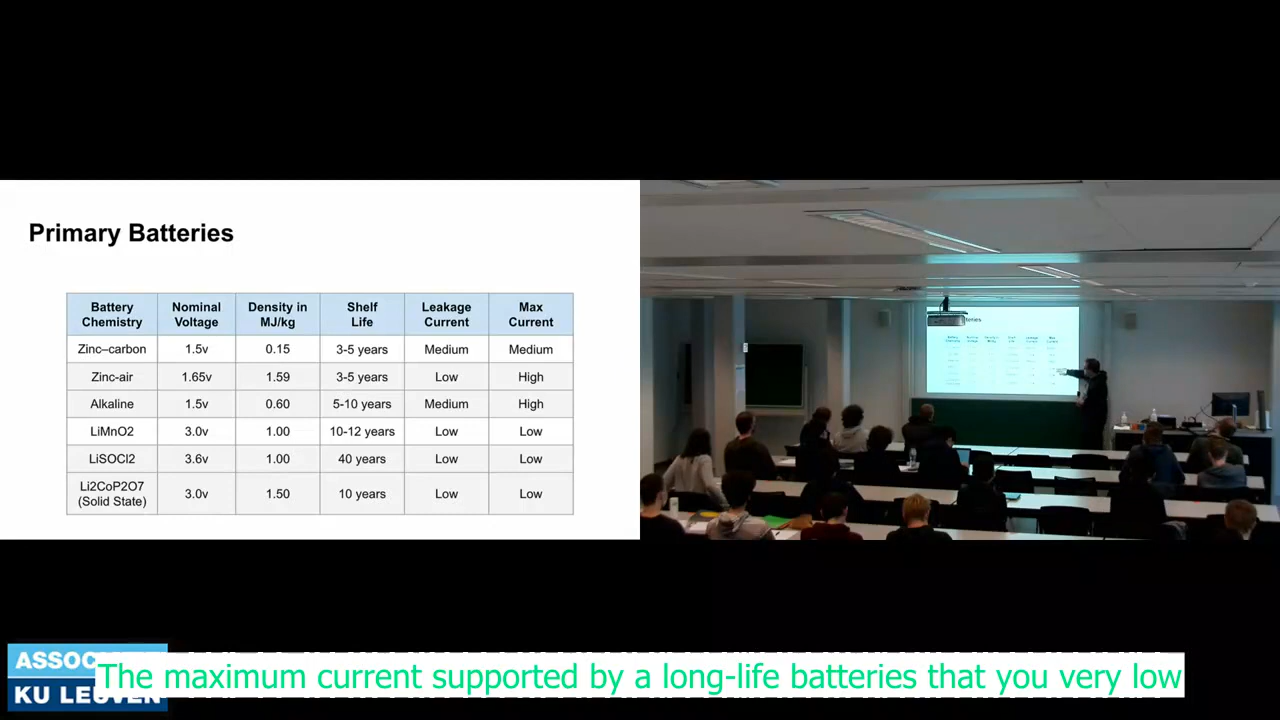 Primary Batteries
Battery Chemistry Nominal Voltage Density in MJ/kg Shelf Life Leakage Current Max Current
Zinc–carbon 1.5v 0.15 3-5 years Medium Medium
Zinc-air 1.65v 1.59 3-5 years Low High
Alkaline 1.5v 0.60 5-10 years Medium High
LiMnO2 3.0v 1.00 10-12 years Low Low
LiSOCl2 3.6v 1.00 40 years Low Low
Li2CoP2O7 (Solid State) 3.0v 1.50 10 years Low Low
KU LEUVEN
The maximum current supported by a long-life batteries that you very low